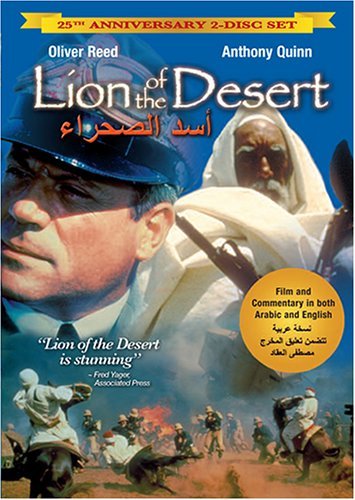 25TH ANNIVERSARY 2-DISC SET
Oliver Reed Anthony Quinn
Lion of the Desert
أسد الصحراء
Film and
Commentary in both
Arabic and English
نسخة عربية
تتضمن تعليق المخرج
مصطفى العقاد
"Lion of the Desert
is stunning"
~ Fred Yager,
Associated Press